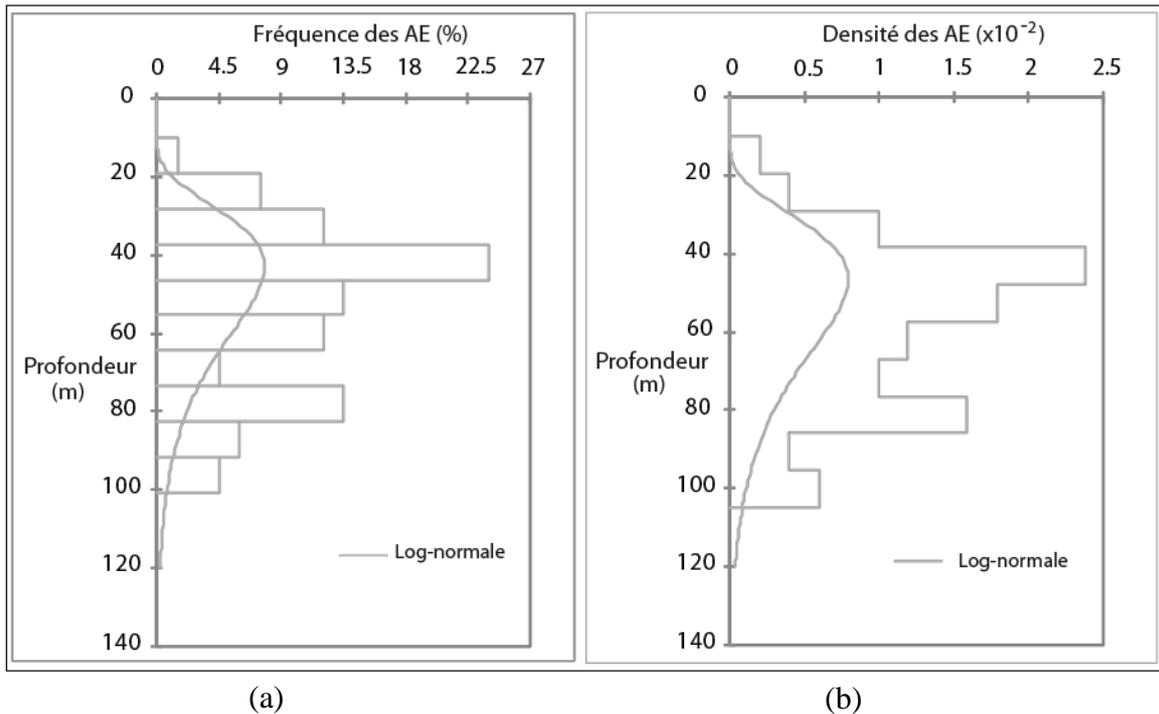 Fréquence des AE (%)
0 4.5 9 13.5 18 22.5 27
0
20
40
60
Profondeur
(m)
80
100
120
140
Log-normale
(a)
Densité des AE (x10⁻²)
0 0.5 1 1.5 2 2.5
0
20
40
60
Profondeur
(m)
80
100
120
140
Log-normale
(b)